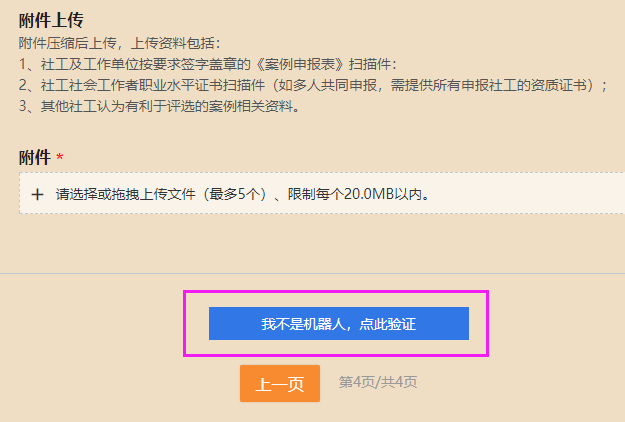 附件上传
附件压缩后上传，上传资料包括：
1、社工及工作单位按要求签字盖章的《案例申报表》扫描件：
2、社工社会工作者职业水平证书扫描件（如多人共同申报，需提供所有申报社工的资质证书）；
3、其他社工认为有利于评选的案例相关资料。
附件 *
+ 请选择或拖拽上传文件（最多5个）、限制每个20.0MB以内。
我不是机器人，点此验证
上一页 第4页/共4页